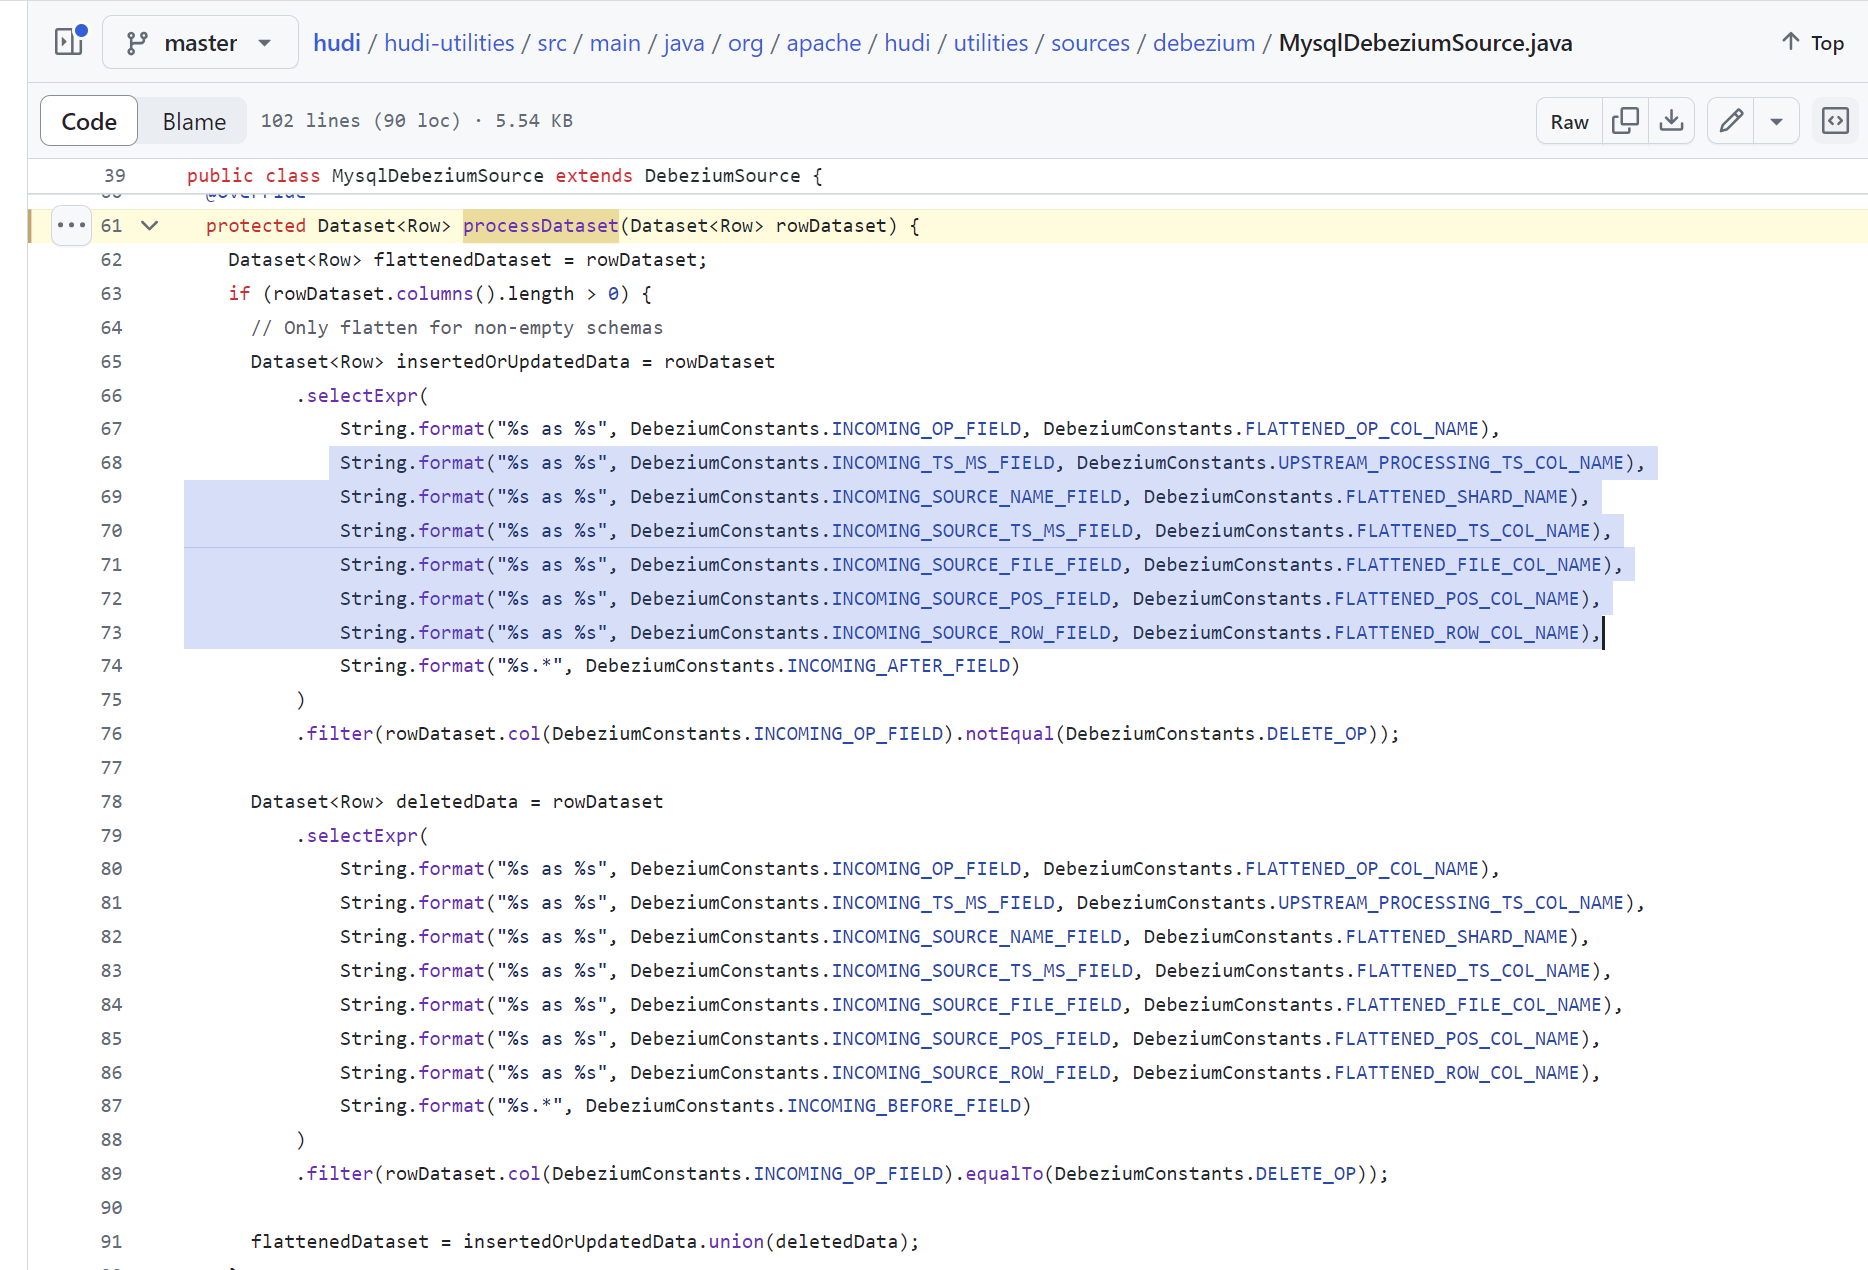 master hudi / hudi-utilities / src / main / java / org / apache / hudi / utilities / sources / debezium / MysqlDebeziumSource.java Top
Code Blame 102 lines (90 loc) · 5.54 KB Raw
39 public class MysqlDebeziumSource extends DebeziumSource {
61 protected Dataset<Row> processDataset(Dataset<Row> rowDataset) {
62 Dataset<Row> flattenedDataset = rowDataset;
63 if (rowDataset.columns().length > 0) {
64 // Only flatten for non-empty schemas
65 Dataset<Row> insertedOrUpdatedData = rowDataset
66 .selectExpr(
67 String.format("%s as %s", DebeziumConstants.INCOMING_OP_FIELD, DebeziumConstants.FLATTENED_OP_COL_NAME),
68 String.format("%s as %s", DebeziumConstants.INCOMING_TS_MS_FIELD, DebeziumConstants.UPSTREAM_PROCESSING_TS_COL_NAME),
69 String.format("%s as %s", DebeziumConstants.INCOMING_SOURCE_NAME_FIELD, DebeziumConstants.FLATTENED_SHARD_NAME),
70 String.format("%s as %s", DebeziumConstants.INCOMING_SOURCE_TS_MS_FIELD, DebeziumConstants.FLATTENED_TS_COL_NAME),
71 String.format("%s as %s", DebeziumConstants.INCOMING_SOURCE_FILE_FIELD, DebeziumConstants.FLATTENED_FILE_COL_NAME),
72 String.format("%s as %s", DebeziumConstants.INCOMING_SOURCE_POS_FIELD, DebeziumConstants.FLATTENED_POS_COL_NAME),
73 String.format("%s as %s", DebeziumConstants.INCOMING_SOURCE_ROW_FIELD, DebeziumConstants.FLATTENED_ROW_COL_NAME),
74 String.format("%s.*", DebeziumConstants.INCOMING_AFTER_FIELD)
75 )
76 .filter(rowDataset.col(DebeziumConstants.INCOMING_OP_FIELD).notEqual(DebeziumConstants.DELETE_OP));
77
78 Dataset<Row> deletedData = rowDataset
79 .selectExpr(
80 String.format("%s as %s", DebeziumConstants.INCOMING_OP_FIELD, DebeziumConstants.FLATTENED_OP_COL_NAME),
81 String.format("%s as %s", DebeziumConstants.INCOMING_TS_MS_FIELD, DebeziumConstants.UPSTREAM_PROCESSING_TS_COL_NAME),
82 String.format("%s as %s", DebeziumConstants.INCOMING_SOURCE_NAME_FIELD, DebeziumConstants.FLATTENED_SHARD_NAME),
83 String.format("%s as %s", DebeziumConstants.INCOMING_SOURCE_TS_MS_FIELD, DebeziumConstants.FLATTENED_TS_COL_NAME),
84 String.format("%s as %s", DebeziumConstants.INCOMING_SOURCE_FILE_FIELD, DebeziumConstants.FLATTENED_FILE_COL_NAME),
85 String.format("%s as %s", DebeziumConstants.INCOMING_SOURCE_POS_FIELD, DebeziumConstants.FLATTENED_POS_COL_NAME),
86 String.format("%s as %s", DebeziumConstants.INCOMING_SOURCE_ROW_FIELD, DebeziumConstants.FLATTENED_ROW_COL_NAME),
87 String.format("%s.*", DebeziumConstants.INCOMING_BEFORE_FIELD)
88 )
89 .filter(rowDataset.col(DebeziumConstants.INCOMING_OP_FIELD).equalTo(DebeziumConstants.DELETE_OP));
90
91 flattenedDataset = insertedOrUpdatedData.union(deletedData);